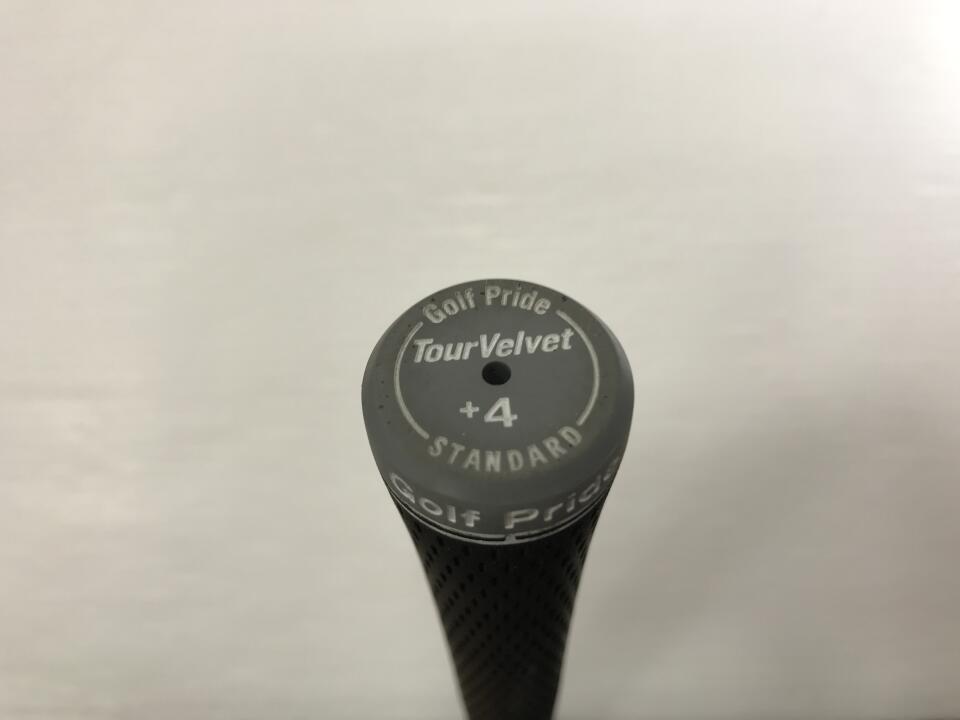 Golf Pride
TourVelvet
+4
STANDARD
Golf Pride